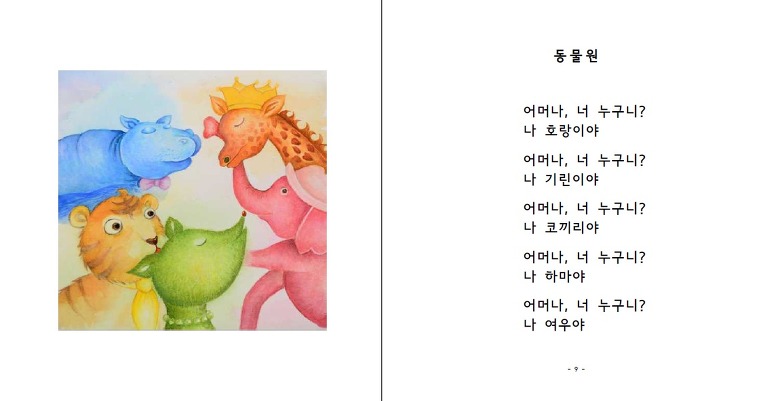 동물원
어머나, 너 누구니?
나 호랑이야
어머나, 너 누구니?
나 기린이야
어머나, 너 누구니?
나 코끼리야
어머나, 너 누구니?
나 하마야
어머나, 너 누구니?
나 여우야
- 9 -